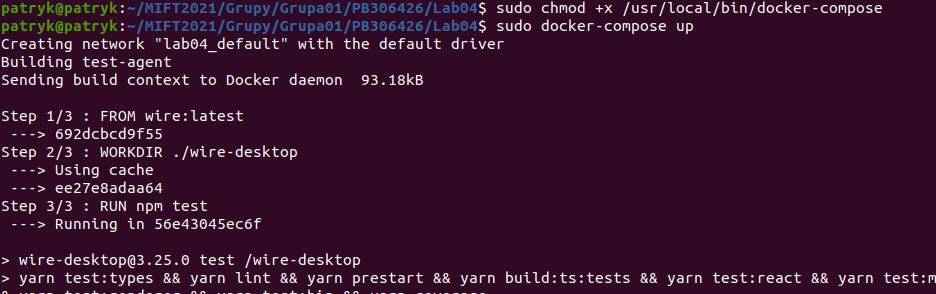 patryk@patryk:~/MIFT2021/Grupy/Grupa01/PB306426/Lab04$ sudo chmod +x /usr/local/bin/docker-compose
patryk@patryk:~/MIFT2021/Grupy/Grupa01/PB306426/Lab04$ sudo docker-compose up
Creating network "lab04_default" with the default driver
Building test-agent
Sending build context to Docker daemon  93.18kB
Step 1/3 : FROM wire:latest
 ---> 692dcbcd9f55
Step 2/3 : WORKDIR ./wire-desktop
 ---> Using cache
 ---> ee27e8adaa64
Step 3/3 : RUN npm test
 ---> Running in 56e43045ec6f
> wire-desktop@3.25.0 test /wire-desktop
> yarn test:types && yarn lint && yarn prestart && yarn build:ts:tests && yarn test:react && yarn test:m